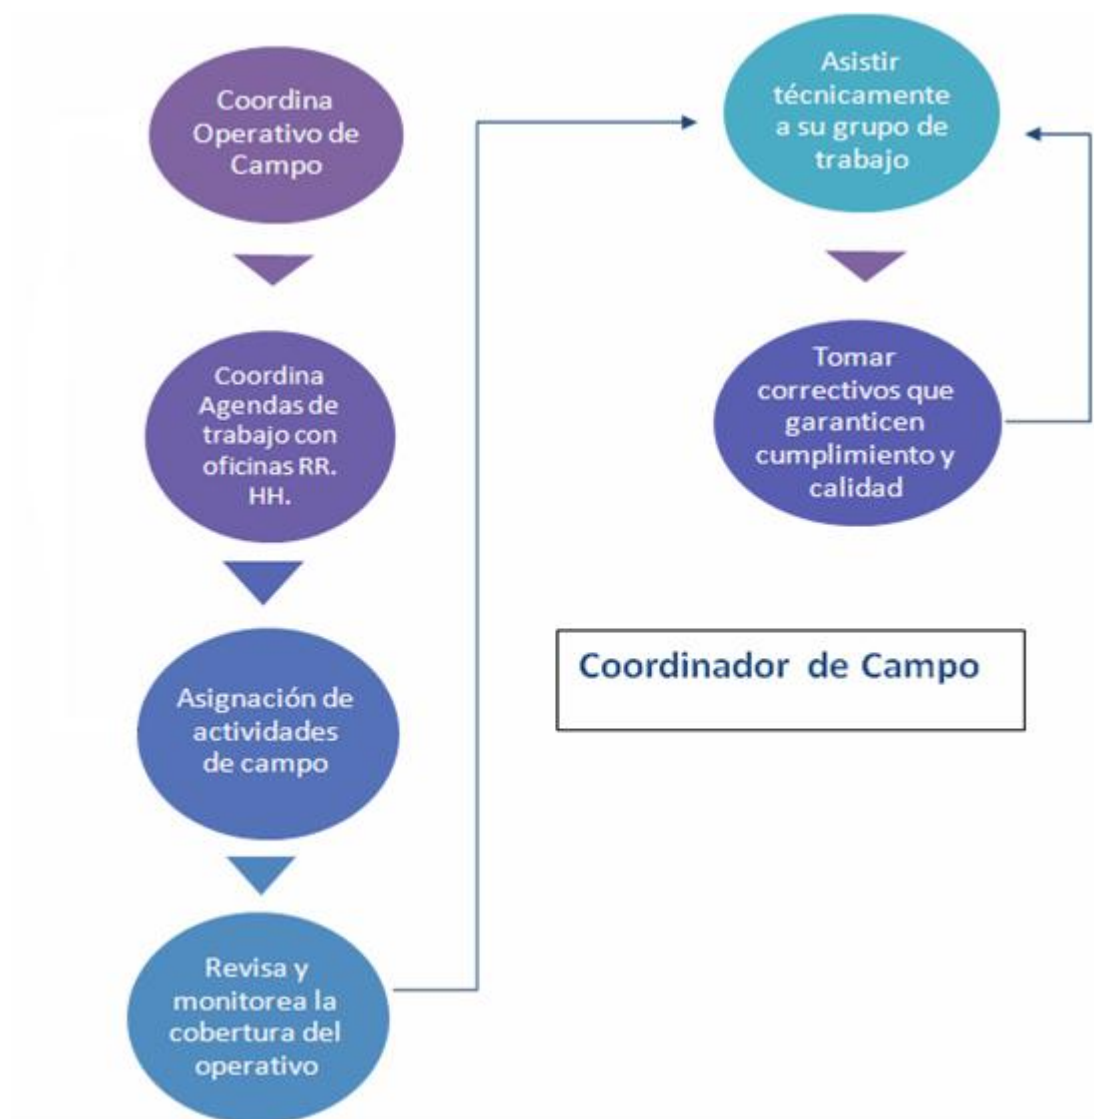 Coordina
Operativo de
Campo
Coordina
Agendas de
trabajo con
oficinas RR.
HH.
Asignación de
actividades
de campo
Revisa y
monitorea la
cobertura del
operativo
Asistir
técnicamente
a su grupo de
trabajo
Tomar
correctivos que
garanticen
cumplimiento y
calidad
Coordinador de Campo